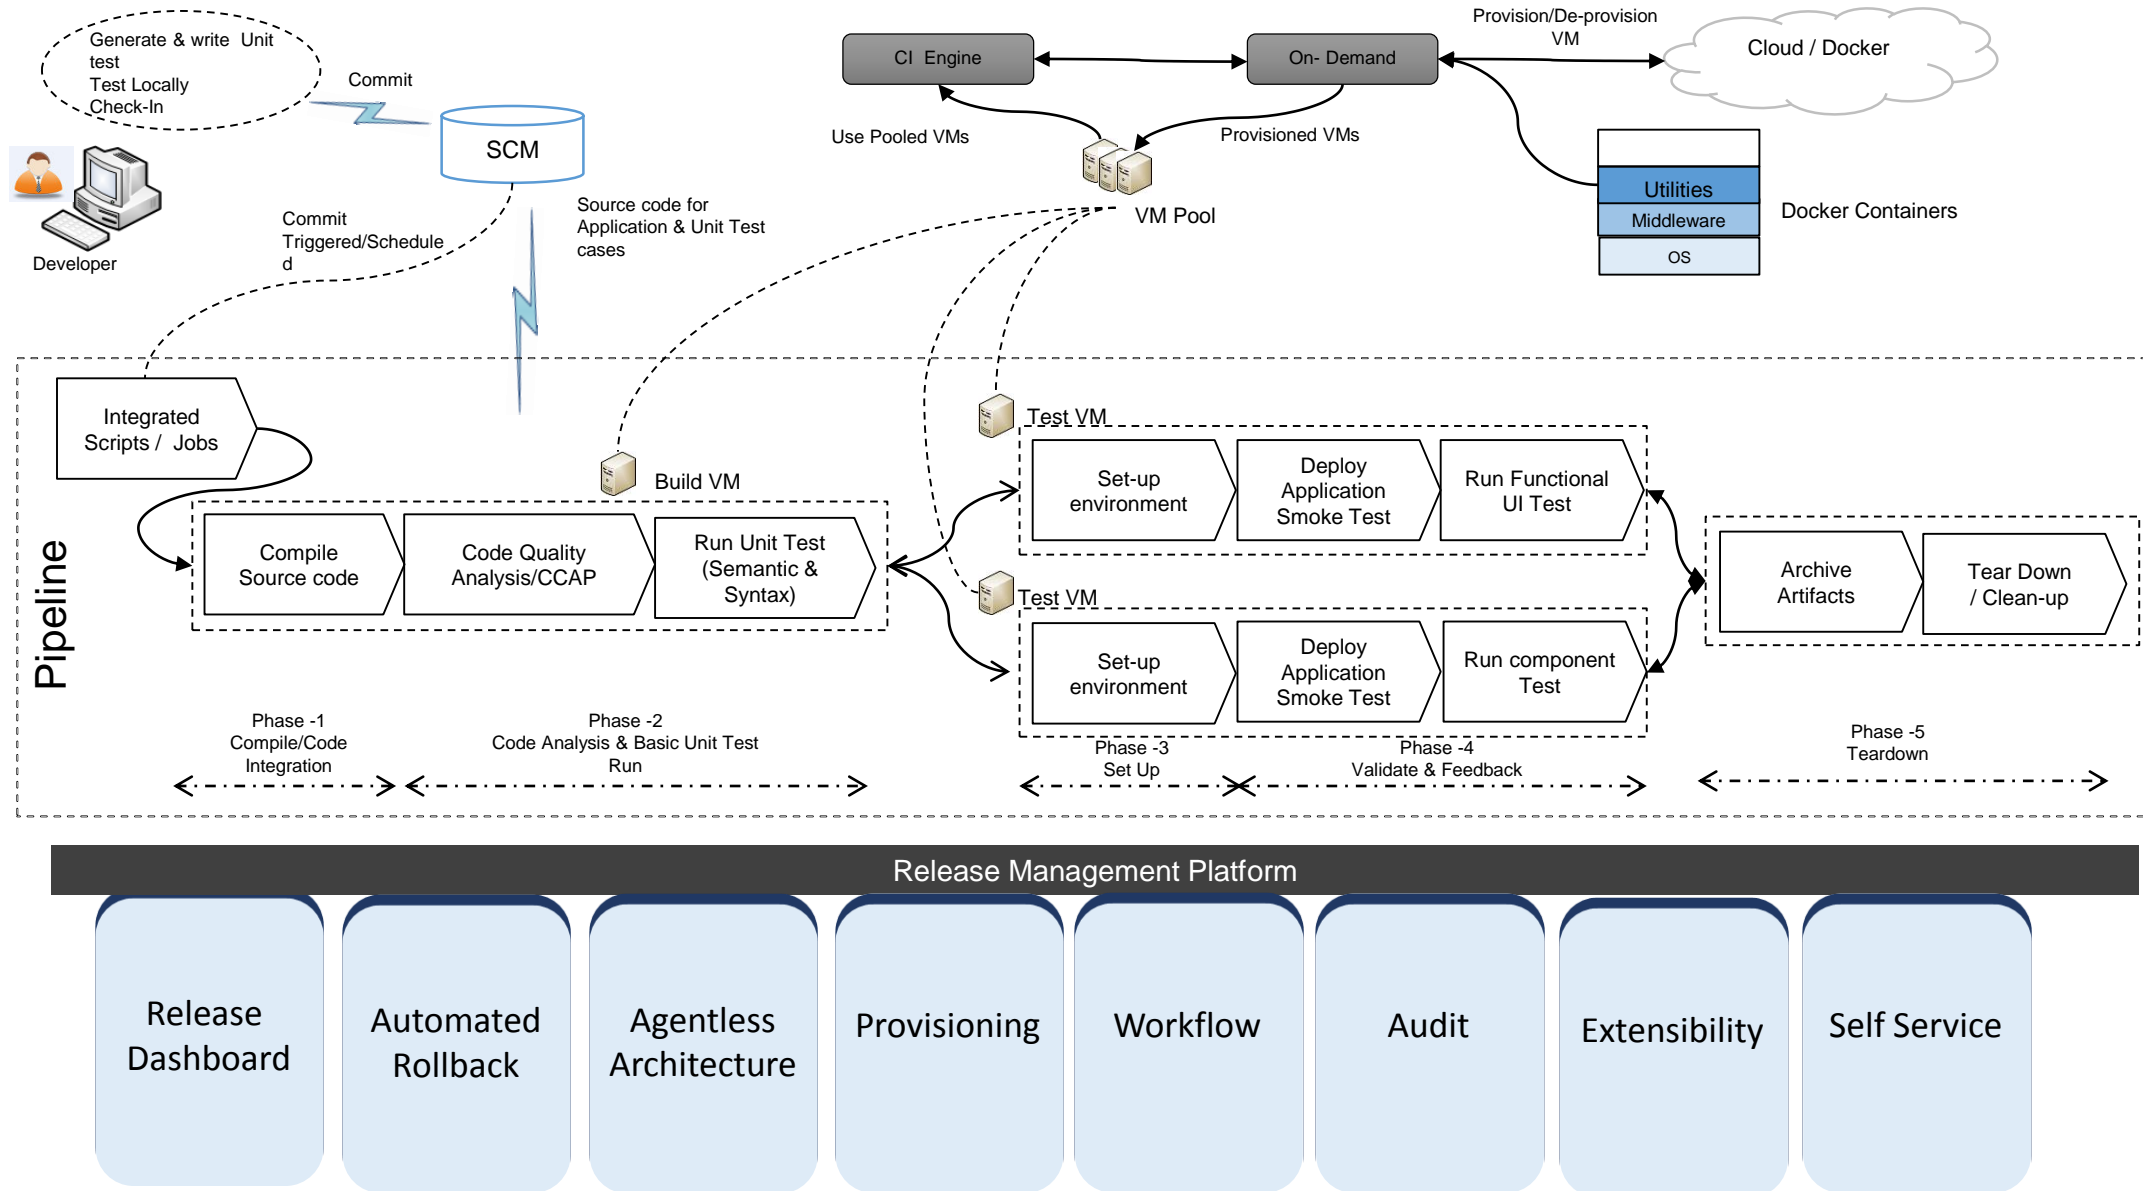 Generate & write  Unit
test
Test Locally
Check-In
Commit
SCM
Developer
Commit
Triggered/Schedule
d
Source code for
Application & Unit Test
cases
CI  Engine
On- Demand
Provision/De-provision
VM
Cloud / Docker
Use Pooled VMs
Provisioned VMs
VM Pool
Utilities
Middleware
OS
Docker Containers
Pipeline
Integrated
Scripts /  Jobs
Build VM
Compile
Source code
Code Quality
Analysis/CCAP
Run Unit Test
(Semantic &
Syntax)
Test VM
Set-up
environment
Deploy
Application
Smoke Test
Run Functional
UI Test
Test VM
Set-up
environment
Deploy
Application
Smoke Test
Run component
Test
Archive
Artifacts
Tear Down
/ Clean-up
Phase -1
Compile/Code
Integration
Phase -2
Code Analysis & Basic Unit Test
Run
Phase -3
Set Up
Phase -4
Validate & Feedback
Phase -5
Teardown
Release Management Platform
Release
Dashboard
Automated
Rollback
Agentless
Architecture
Provisioning
Workflow
Audit
Extensibility
Self Service